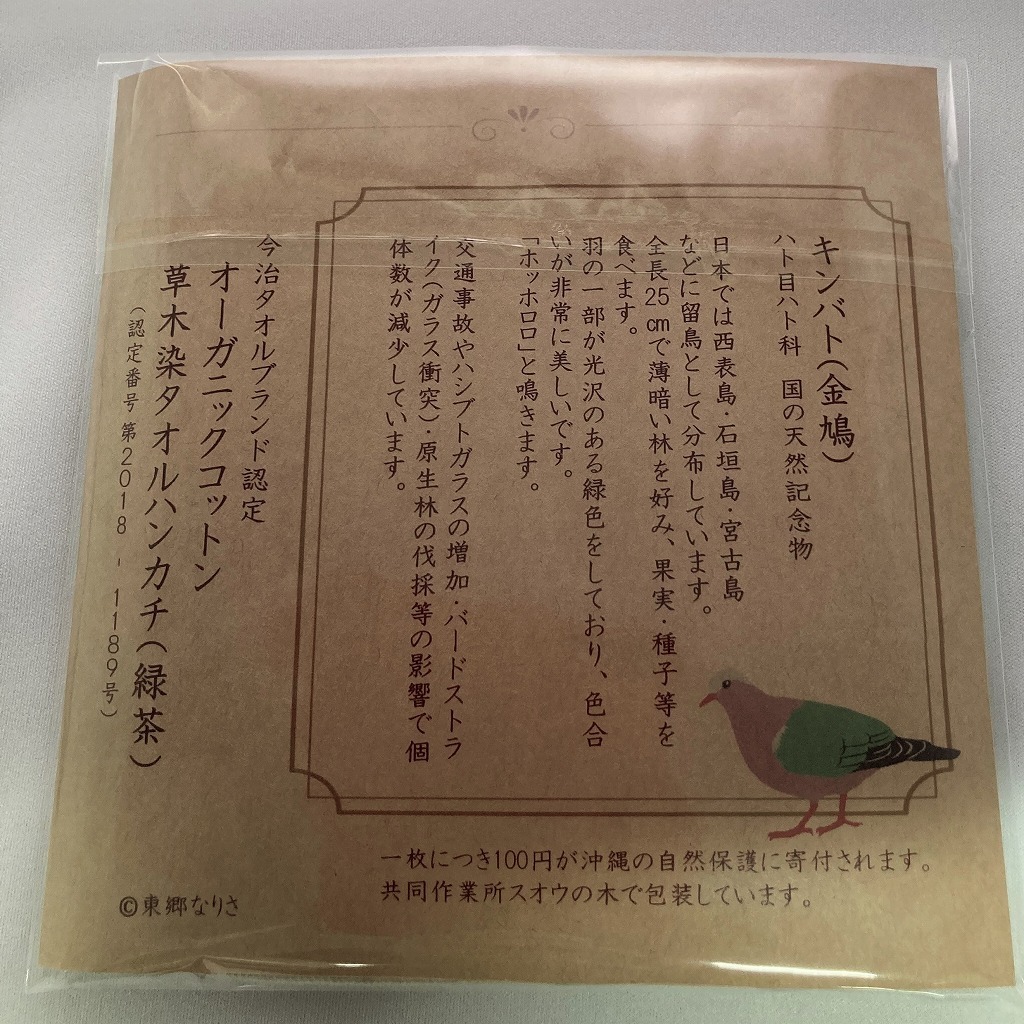 キンバト(金鳩)
ハト目ハト科 国の天然記念物
日本では西表島・石垣島・宮古島
などに留鳥として分布しています。
全長25㎝で薄暗い林を好み、果実・種子等を
食べます。
羽の一部が光沢のある緑色をしており、色合
いが非常に美しいです。
「ホッホロロ」と鳴きます。
交通事故やハシブトガラスの増加・バードストラ
イク(ガラス衝突)・原生林の伐採等の影響で個
体数が減少しています。
今治タオルブランド認定
オーガニックコットン
草木染タオルハンカチ(緑茶)
(認定番号第2018-1189号)
一枚につき100円が沖縄の自然保護に寄付されます。
共同作業所スオウの木で包装しています。
©東郷なりさ